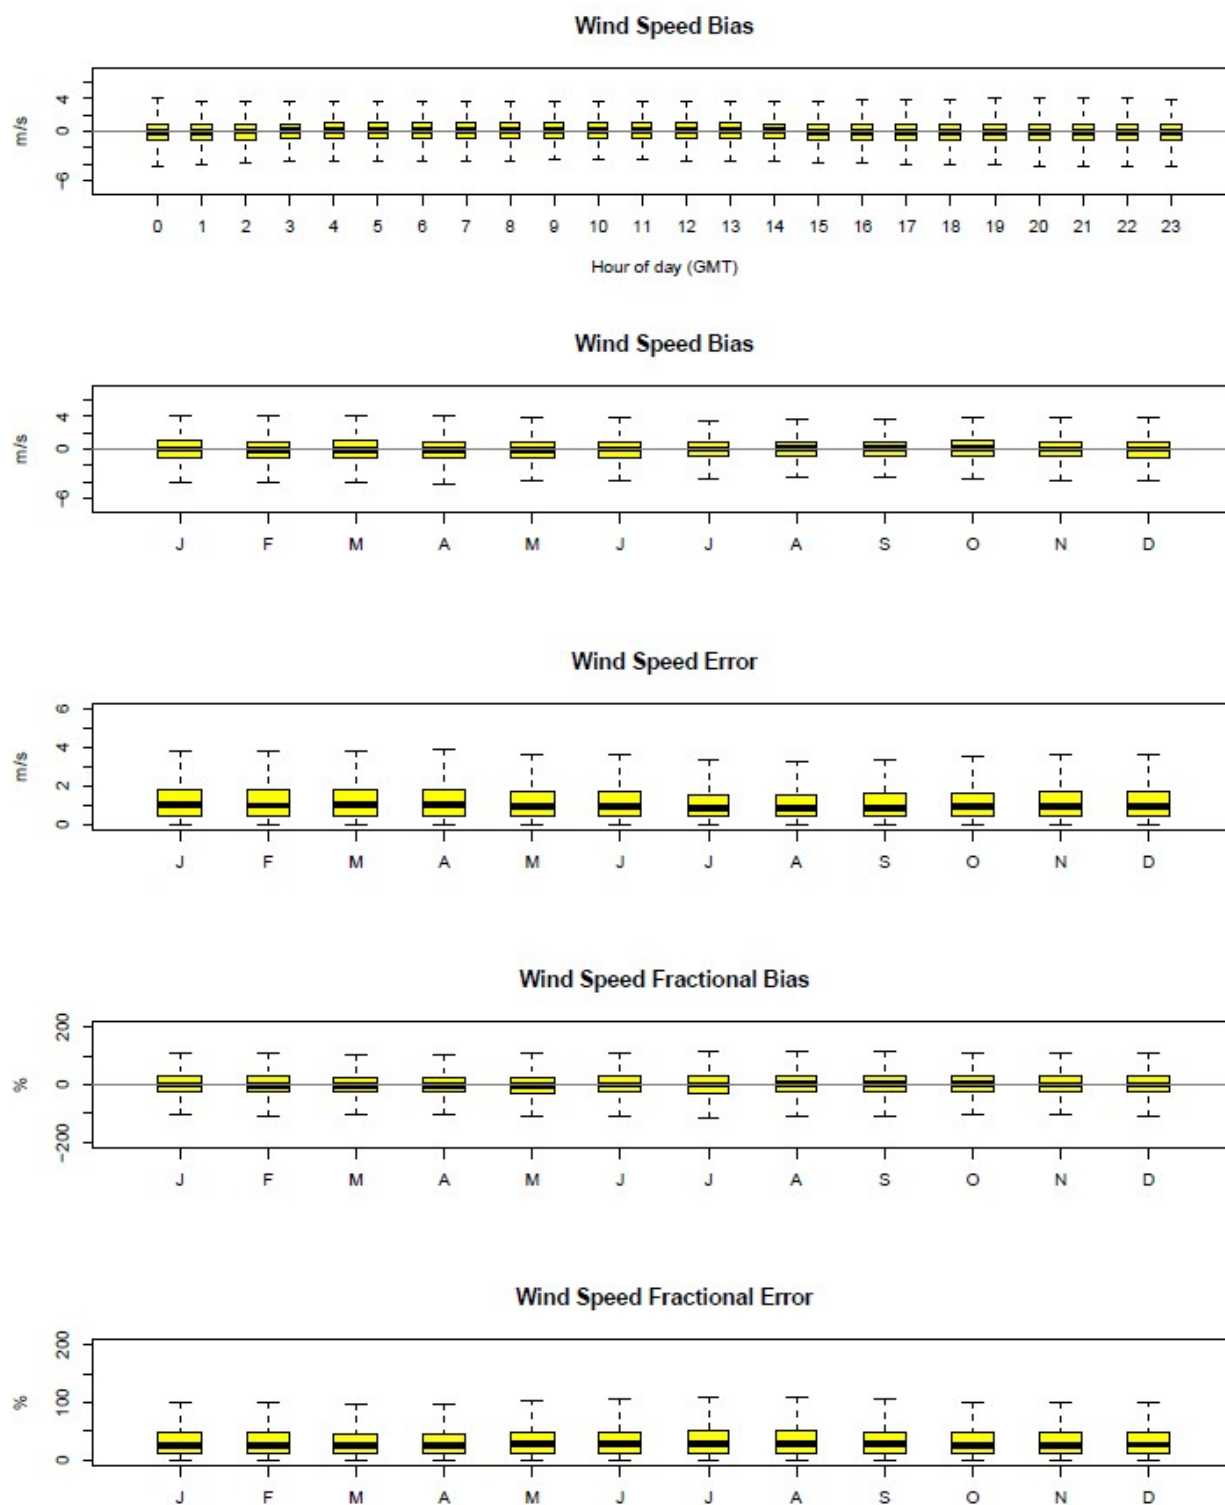 Wind Speed Bias
m/s
4
0
−6
0 1 2 3 4 5 6 7 8 9 10 11 12 13 14 15 16 17 18 19 20 21 22 23
Hour of day (GMT)
Wind Speed Bias
m/s
4
0
−6
J F M A M J J A S O N D
Wind Speed Error
m/s
6
4
2
0
J F M A M J J A S O N D
Wind Speed Fractional Bias
%
200
0
−200
J F M A M J J A S O N D
Wind Speed Fractional Error
%
200
100
0
J F M A M J J A S O N D